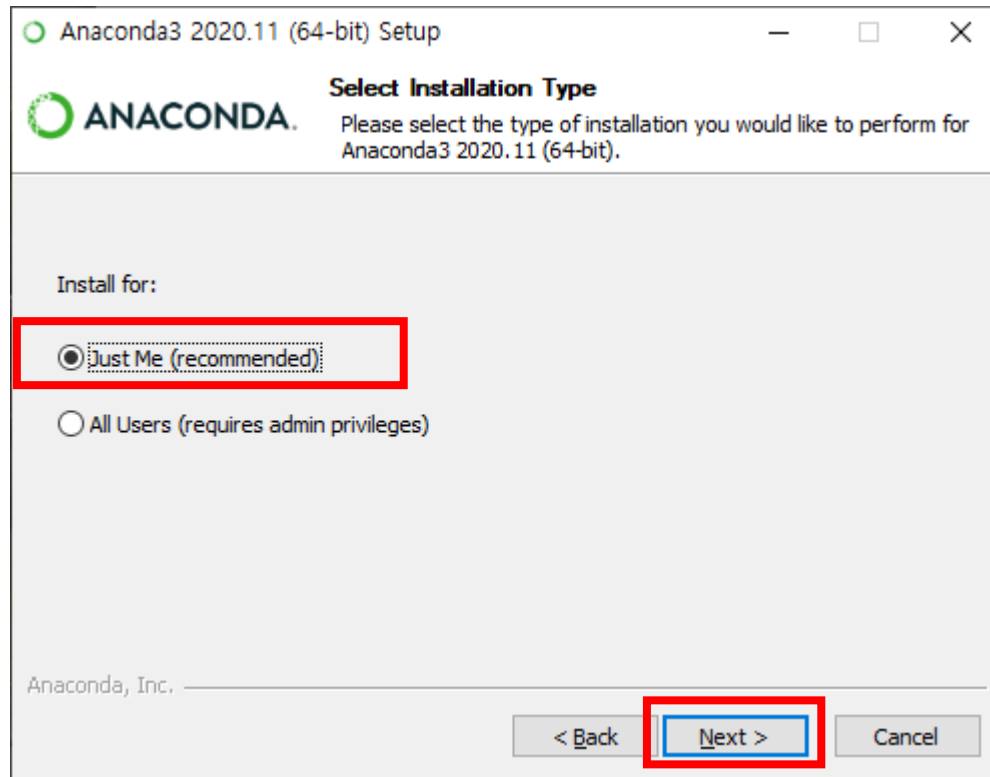 Anaconda3 2020.11 (64-bit) Setup
ANACONDA.
Select Installation Type
Please select the type of installation you would like to perform for
Anaconda3 2020.11 (64-bit).
Install for:
Just Me (recommended)
All Users (requires admin privileges)
Anaconda, Inc.
< Back
Next >
Cancel